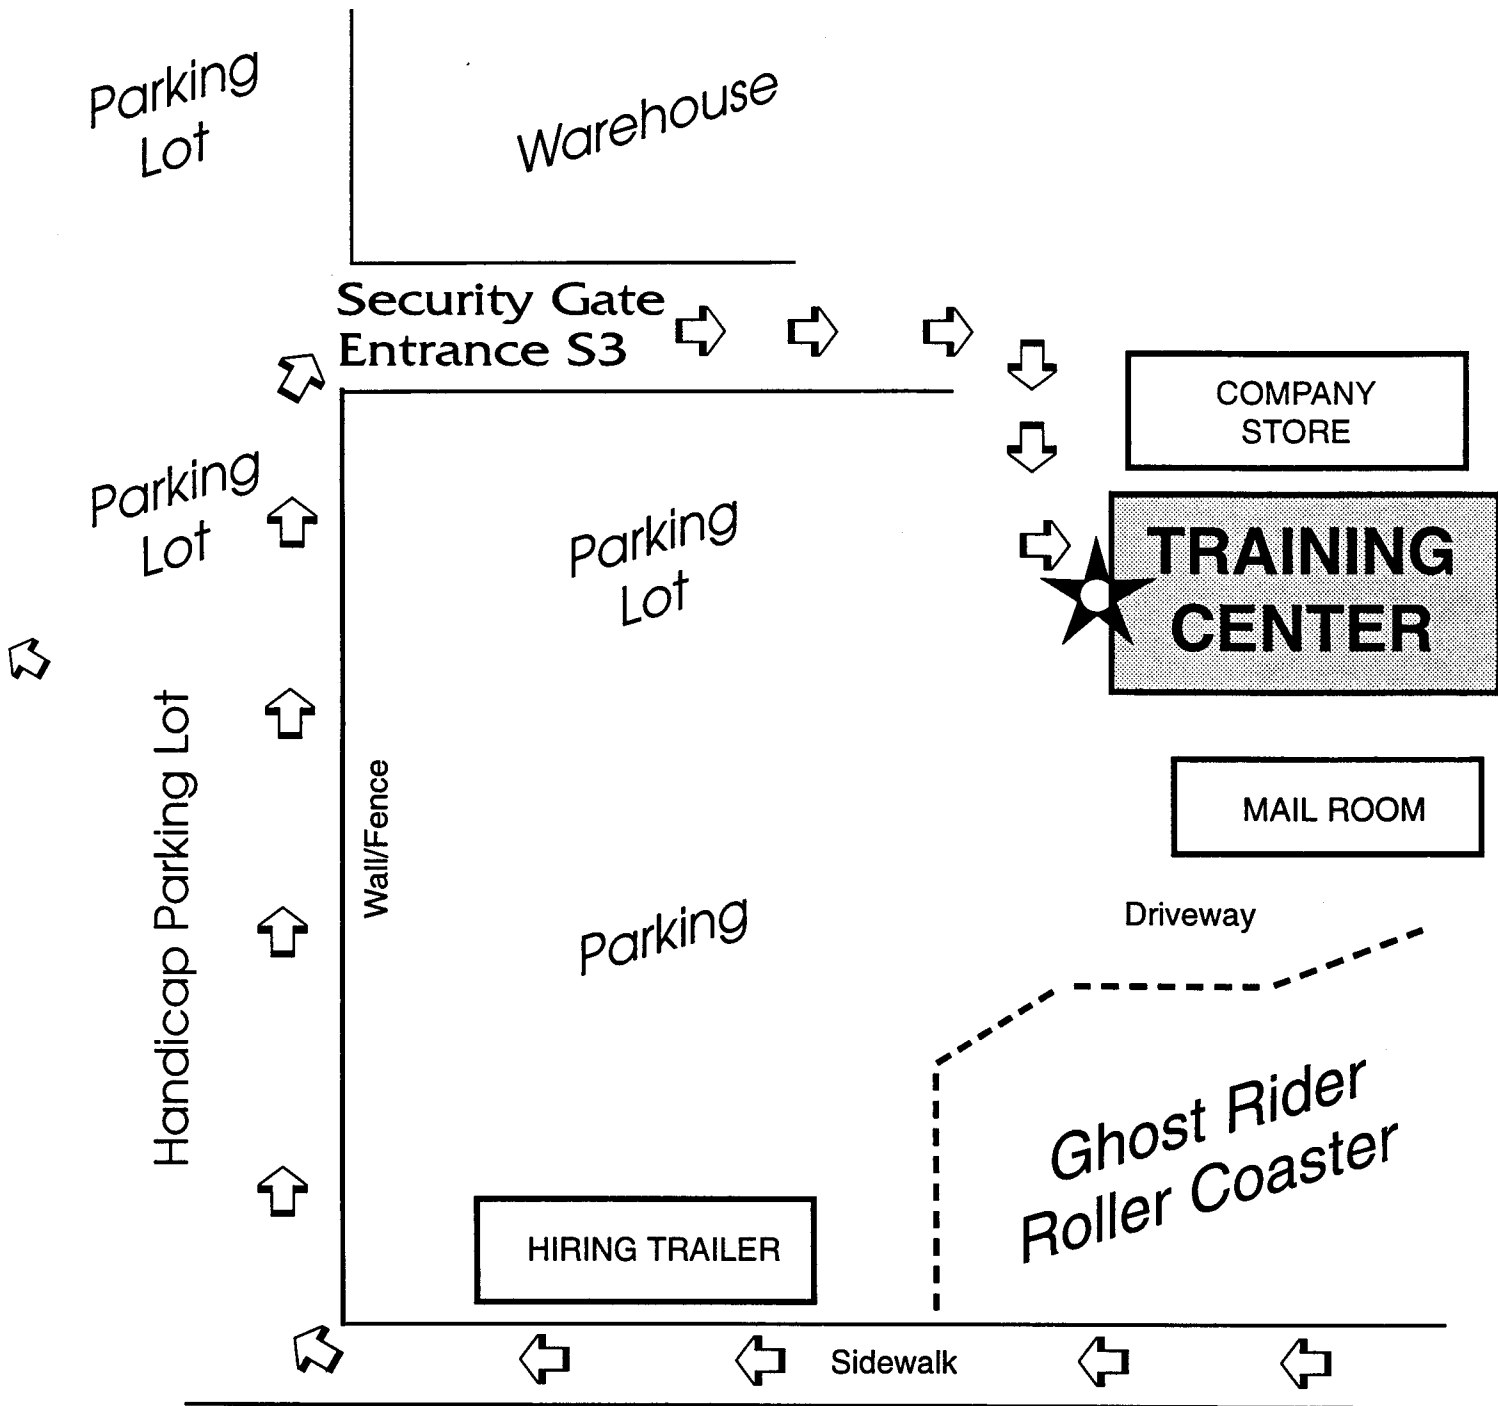 Parking
Lot
Warehouse
Security Gate
Entrance S3
COMPANY
STORE
Parking
Lot
Parking
Lot
TRAINING
CENTER
Handicap Parking Lot
Wall/Fence
MAIL ROOM
Driveway
Parking
Ghost Rider
Roller Coaster
HIRING TRAILER
Sidewalk